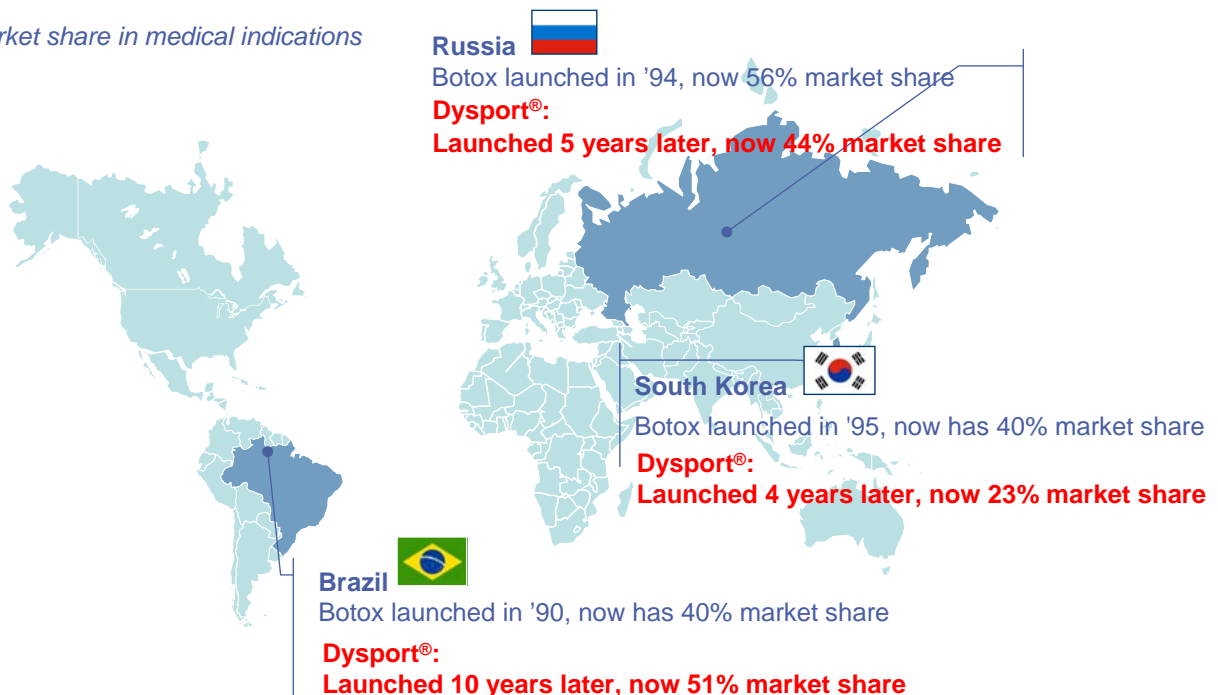 rket share in medical indications
Russia
Botox launched in ’94, now 56% market share
Dysport®:
Launched 5 years later, now 44% market share
South Korea
Botox launched in '95, now has 40% market share
Dysport®:
Launched 4 years later, now 23% market share
Brazil
Botox launched in ’90, now has 40% market share
Dysport®:
Launched 10 years later, now 51% market share